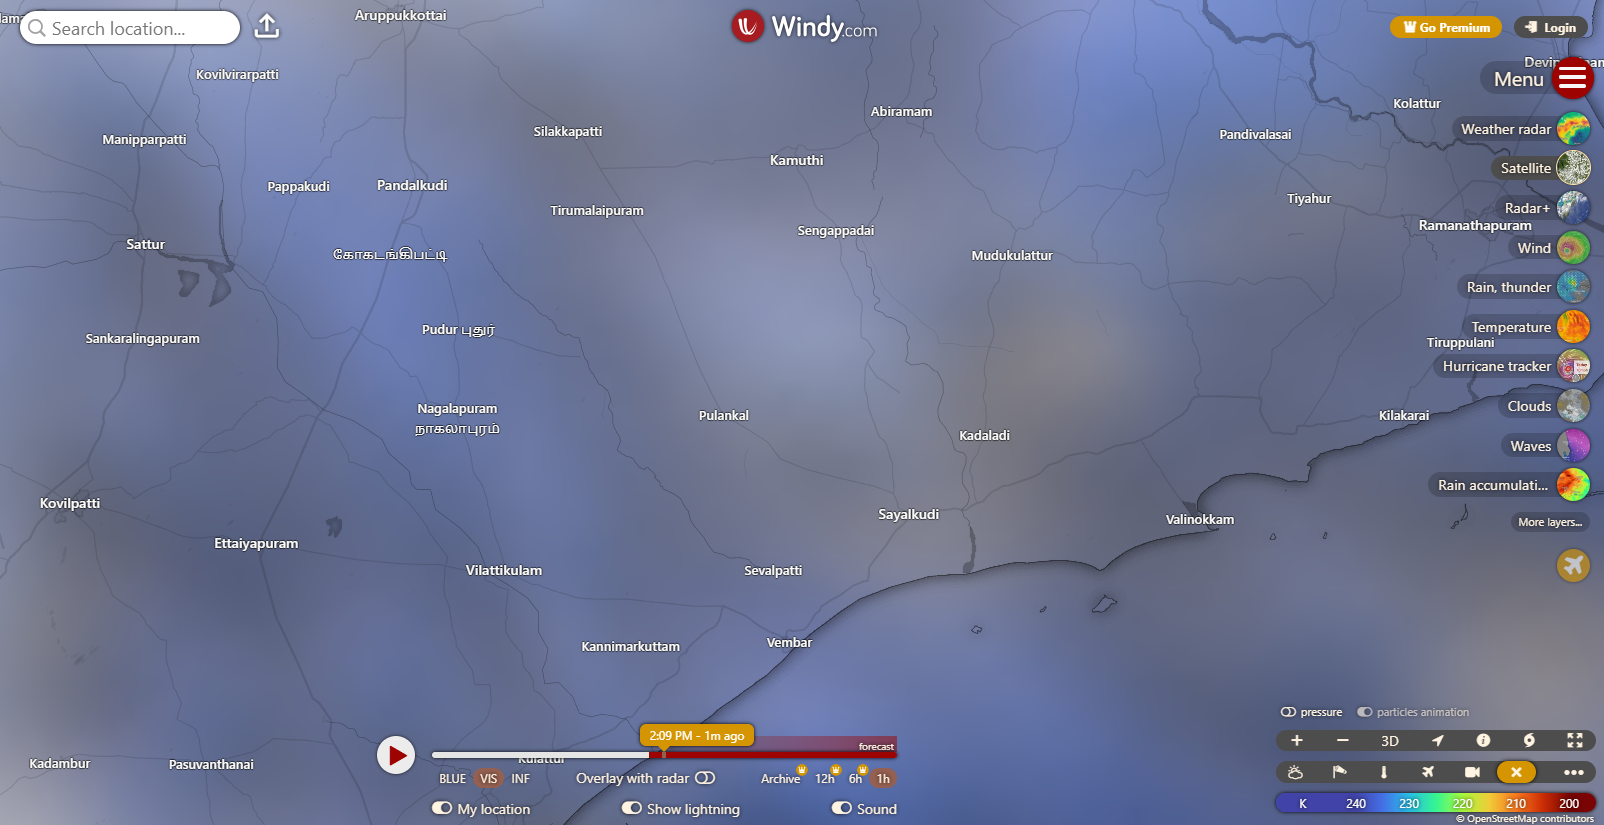 Aruppukkottai
Search location...
Windy.com
Go Premium
Login
Kovilvirarpatti
Menu
Kolattur
Abiramam
Silakkapatti
Manipparpatti
Pandivalasai
Weather radar
Kamuthi
Satellite
Pappakudi
Pandalkudi
Tirumalaipuram
Tiyahur
Radar+
Ramanathapuram
Sengappadai
Sattur
கோகடங்கிபட்டி
Mudukulattur
Wind
Rain, thunder
Pudur புதுர்
Temperature
Sankaralingapuram
Tiruppulani
Hurricane tracker
Nagalapuram
நாகலாபுரம்
Pulankal
Kilakarai
Clouds
Kadaladi
Waves
Rain accumulati...
Kovilpatti
Sayalkudi
Valinokkam
More layers...
Ettaiyapuram
Vilattikulam
Sevalpatti
Kannimarkuttam
Vembar
pressure
particles animation
2:09 PM - 1m ago
forecast
3D
Kadambur
Pasuvanthanai
Kulattur
BLUE VIS INF
Overlay with radar
Archive 12h 6h 1h
My location
Show lightning
Sound
K 240 230 220 210 200
© OpenStreetMap contributors